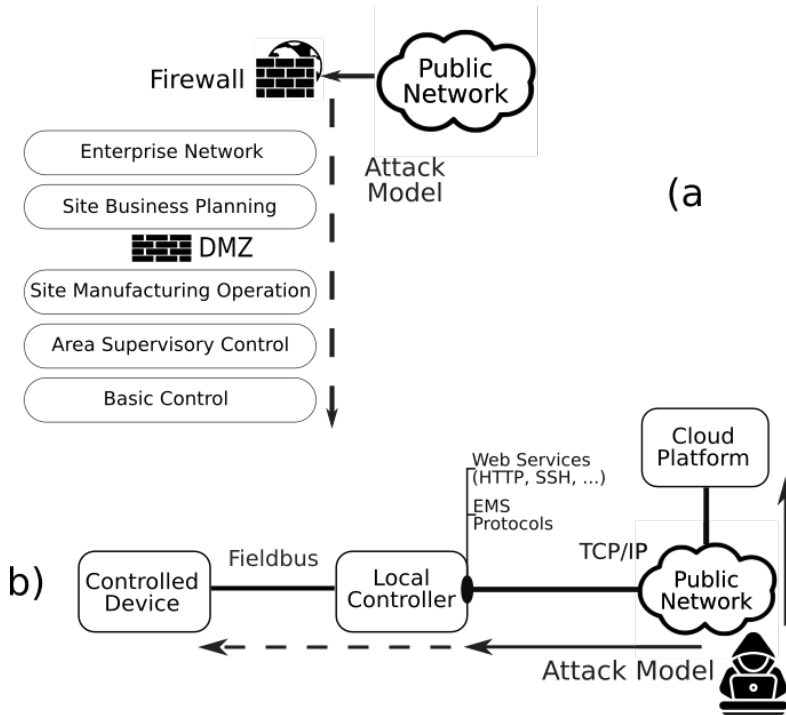 Firewall
Public
Network
Enterprise Network
Attack
Model
Site Business Planning
(a
DMZ
Site Manufacturing Operation
Area Supervisory Control
Basic Control
Cloud
Platform
Web Services
(HTTP, SSH, ...)
EMS
Protocols
TCP/IP
Fieldbus
b)
Controlled
Device
Local
Controller
Public
Network
Attack Model